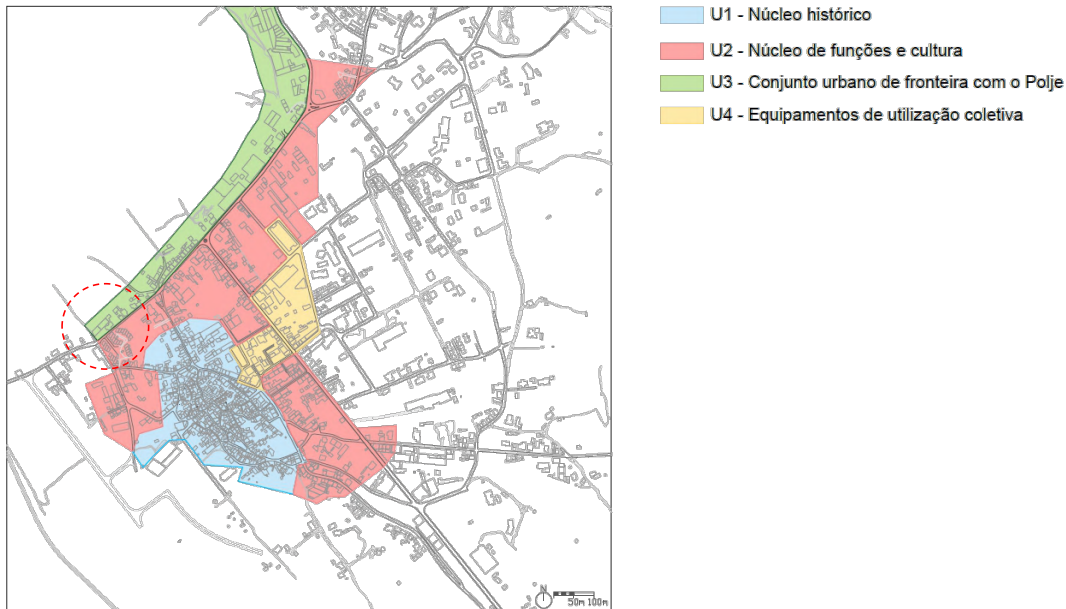 U1 - Núcleo histórico
U2 - Núcleo de funções e cultura
U3 - Conjunto urbano de fronteira com o Polje
U4 - Equipamentos de utilização coletiva
N
50m 100m